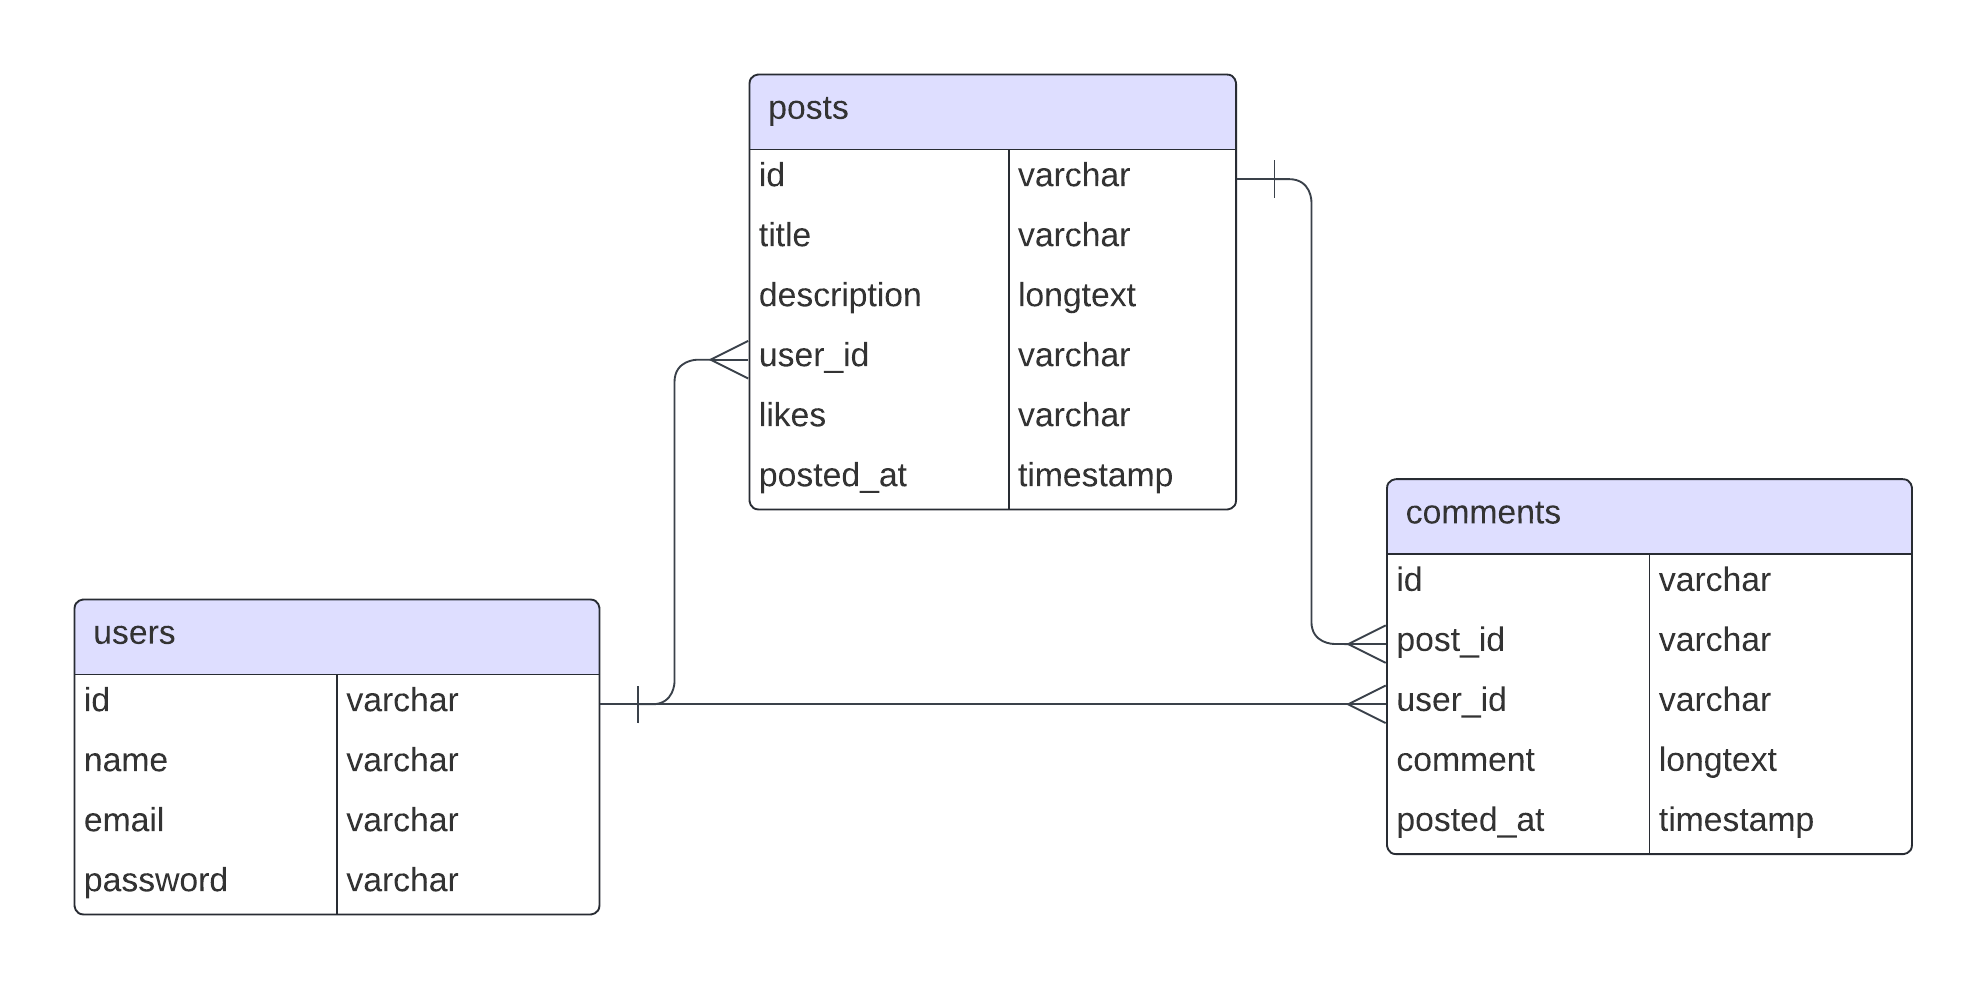 posts
id varchar
title varchar
description longtext
user_id varchar
likes varchar
posted_at timestamp
comments
id varchar
post_id varchar
user_id varchar
comment longtext
posted_at timestamp
users
id varchar
name varchar
email varchar
password varchar